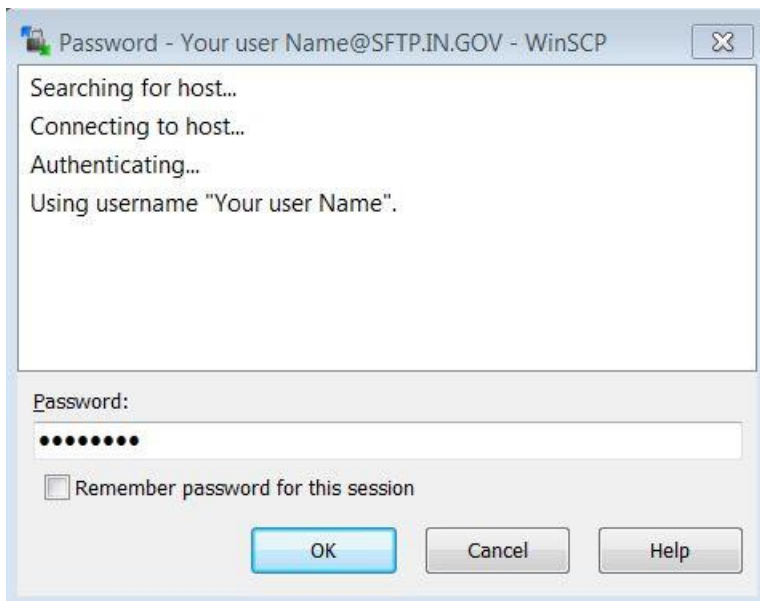 Password - Your user Name@SFTP.IN.GOV - WinSCP
Searching for host...
Connecting to host...
Authenticating...
Using username "Your user Name".
Password:
••••••••
Remember password for this session
OK Cancel Help